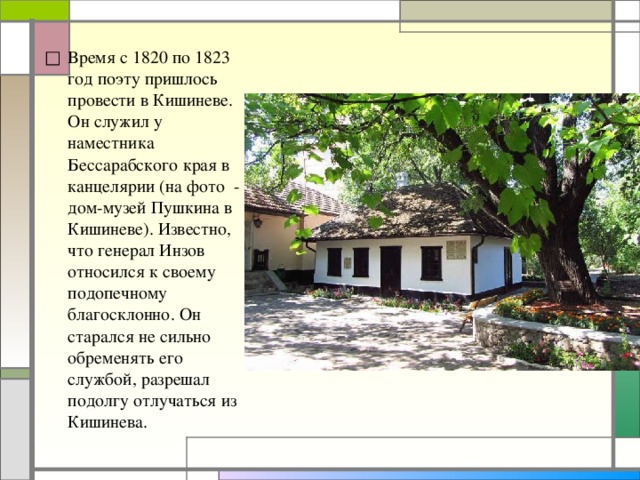 □ Время с 1820 по 1823
год поэту пришлось
провести в Кишиневе.
Он служил у
наместника
Бессарабского края в
канцелярии (на фото -
дом-музей Пушкина в
Кишиневе). Известно,
что генерал Инзов
относился к своему
подопечному
благосклонно. Он
старался не сильно
обременять его
службой, разрешал
подолгу отлучаться из
Кишинева.